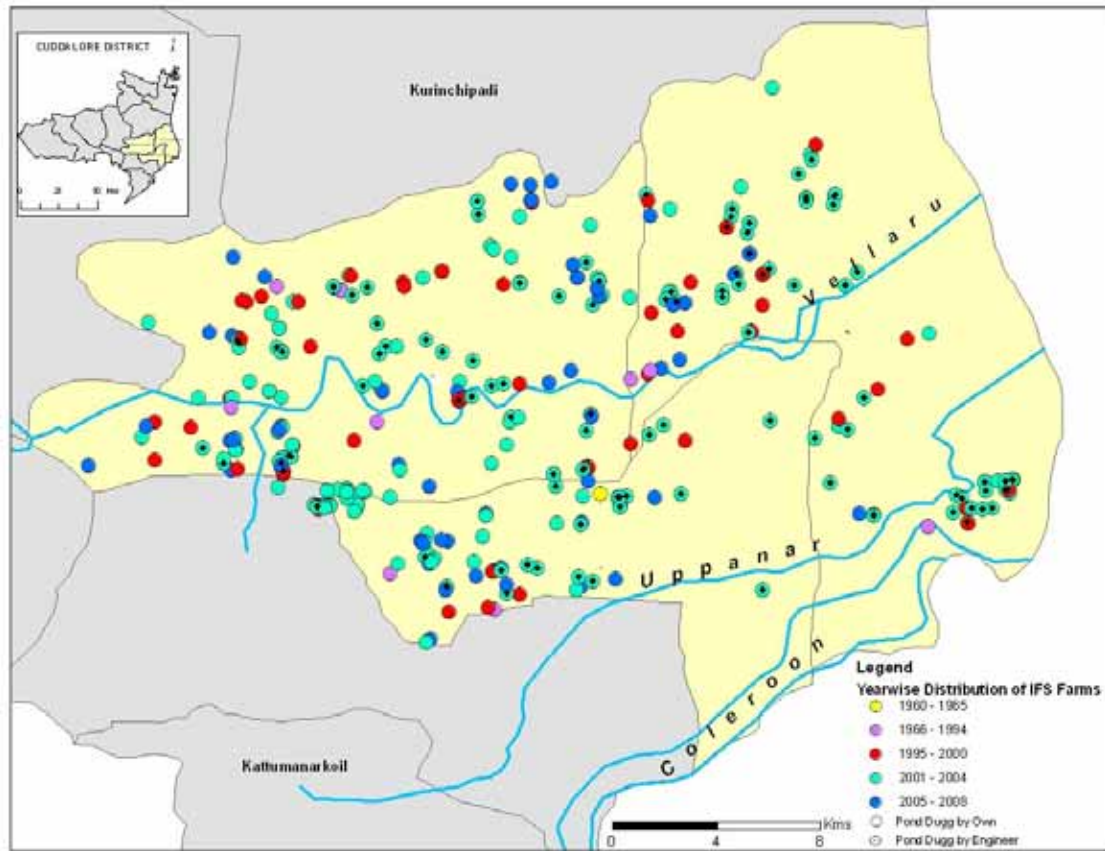 CUDDALORE DISTRICT
Kurinchipadi
Vellaru
Uppanar
Coleroon
Kattumanarkoil
Legend
Yearwise Distribution of IFS Farms
1960 - 1965
1966 - 1994
1995 - 2000
2001 - 2004
2005 - 2008
Pond Dugg by Own
Pond Dugg by Engineer
Kms
0 4 8